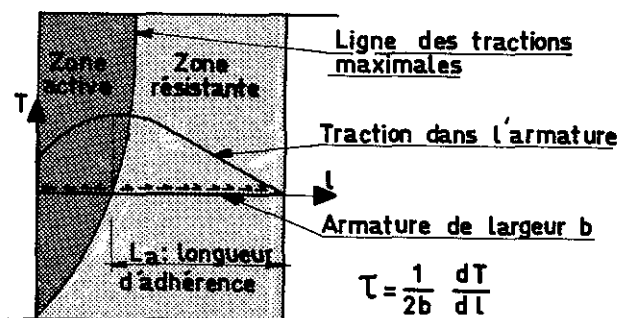 Ligne des tractions
maximales
Zone
active
Zone
résistante
T
Traction dans l'armature
l
Armature de largeur b
La: longueur
d'adhérence
τ = 1/2b dT/dl